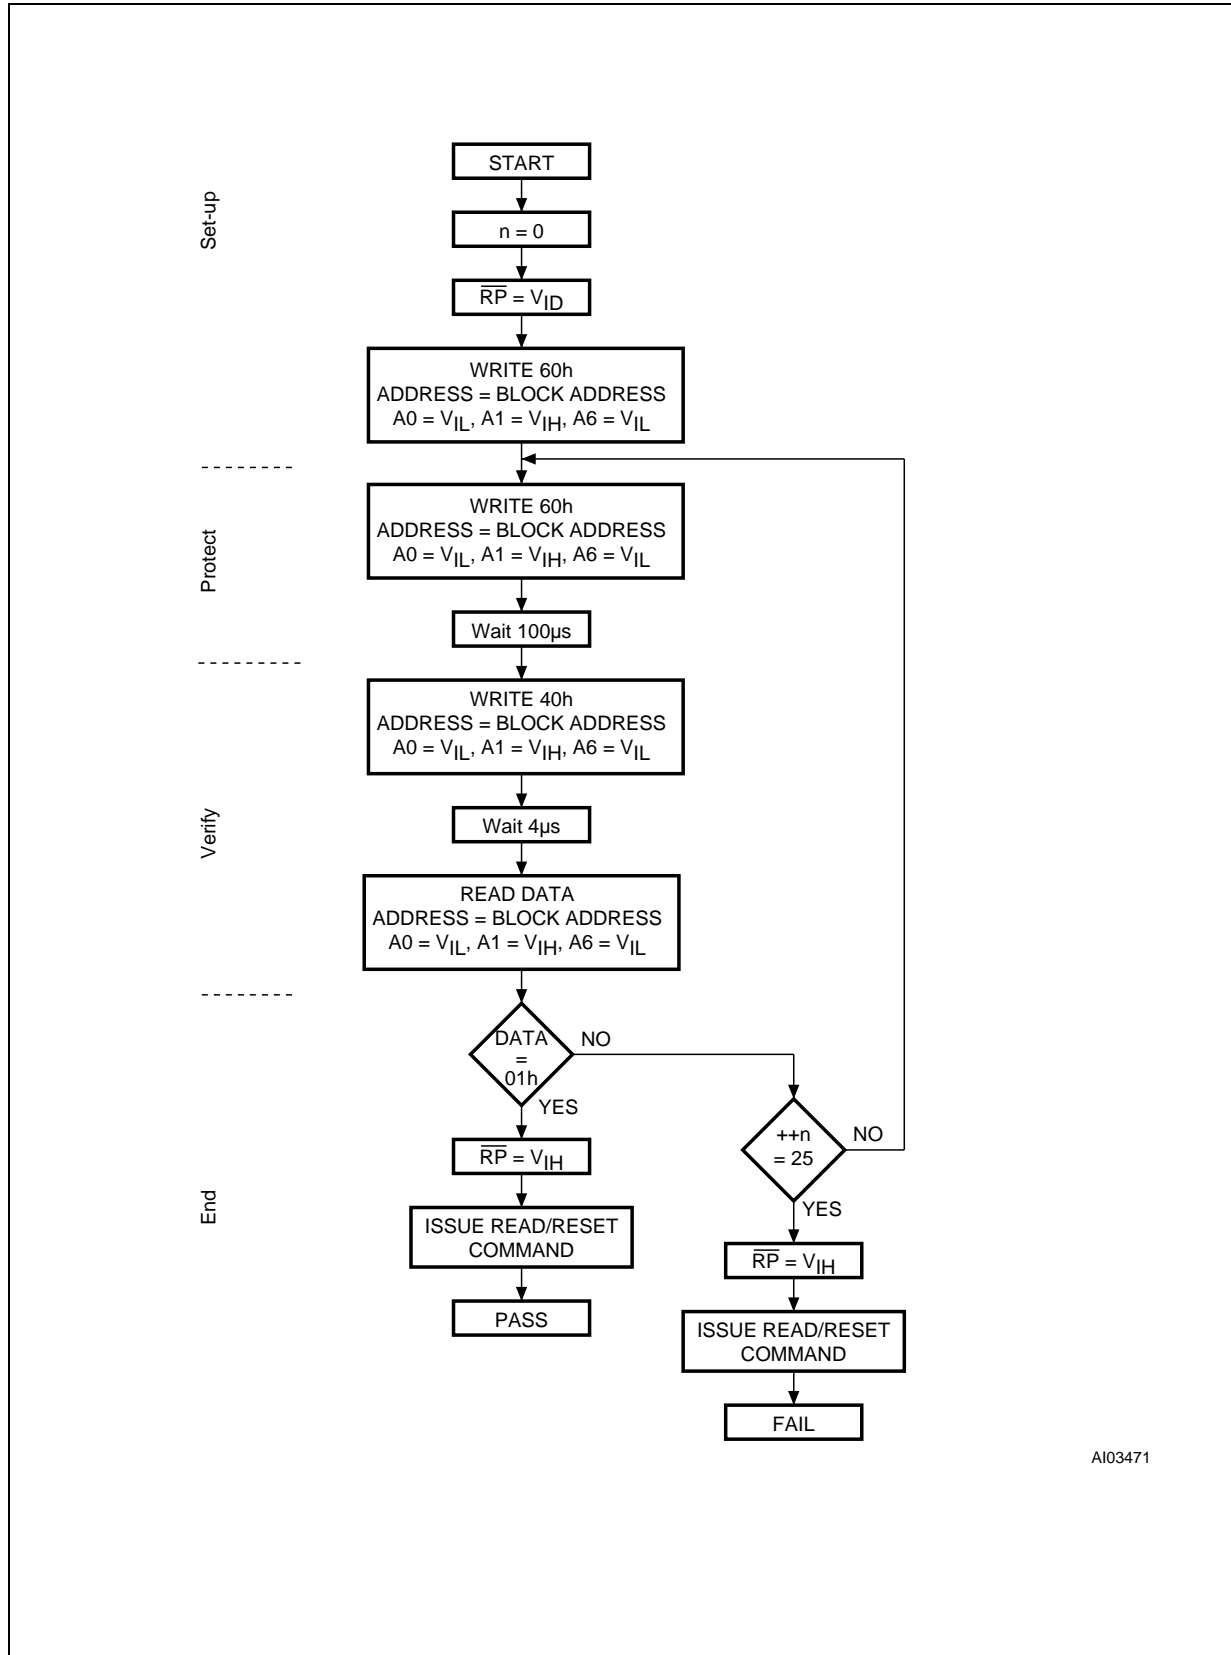 START
Set-up
n = 0
RP = VID
WRITE 60h
ADDRESS = BLOCK ADDRESS
A0 = VIL, A1 = VIH, A6 = VIL
Protect
WRITE 60h
ADDRESS = BLOCK ADDRESS
A0 = VIL, A1 = VIH, A6 = VIL
Wait 100µs
Verify
WRITE 40h
ADDRESS = BLOCK ADDRESS
A0 = VIL, A1 = VIH, A6 = VIL
Wait 4µs
READ DATA
ADDRESS = BLOCK ADDRESS
A0 = VIL, A1 = VIH, A6 = VIL
End
DATA
=
01h
NO
YES
++n
= 25
NO
YES
RP = VIH
ISSUE READ/RESET
COMMAND
PASS
RP = VIH
ISSUE READ/RESET
COMMAND
FAIL
AI03471